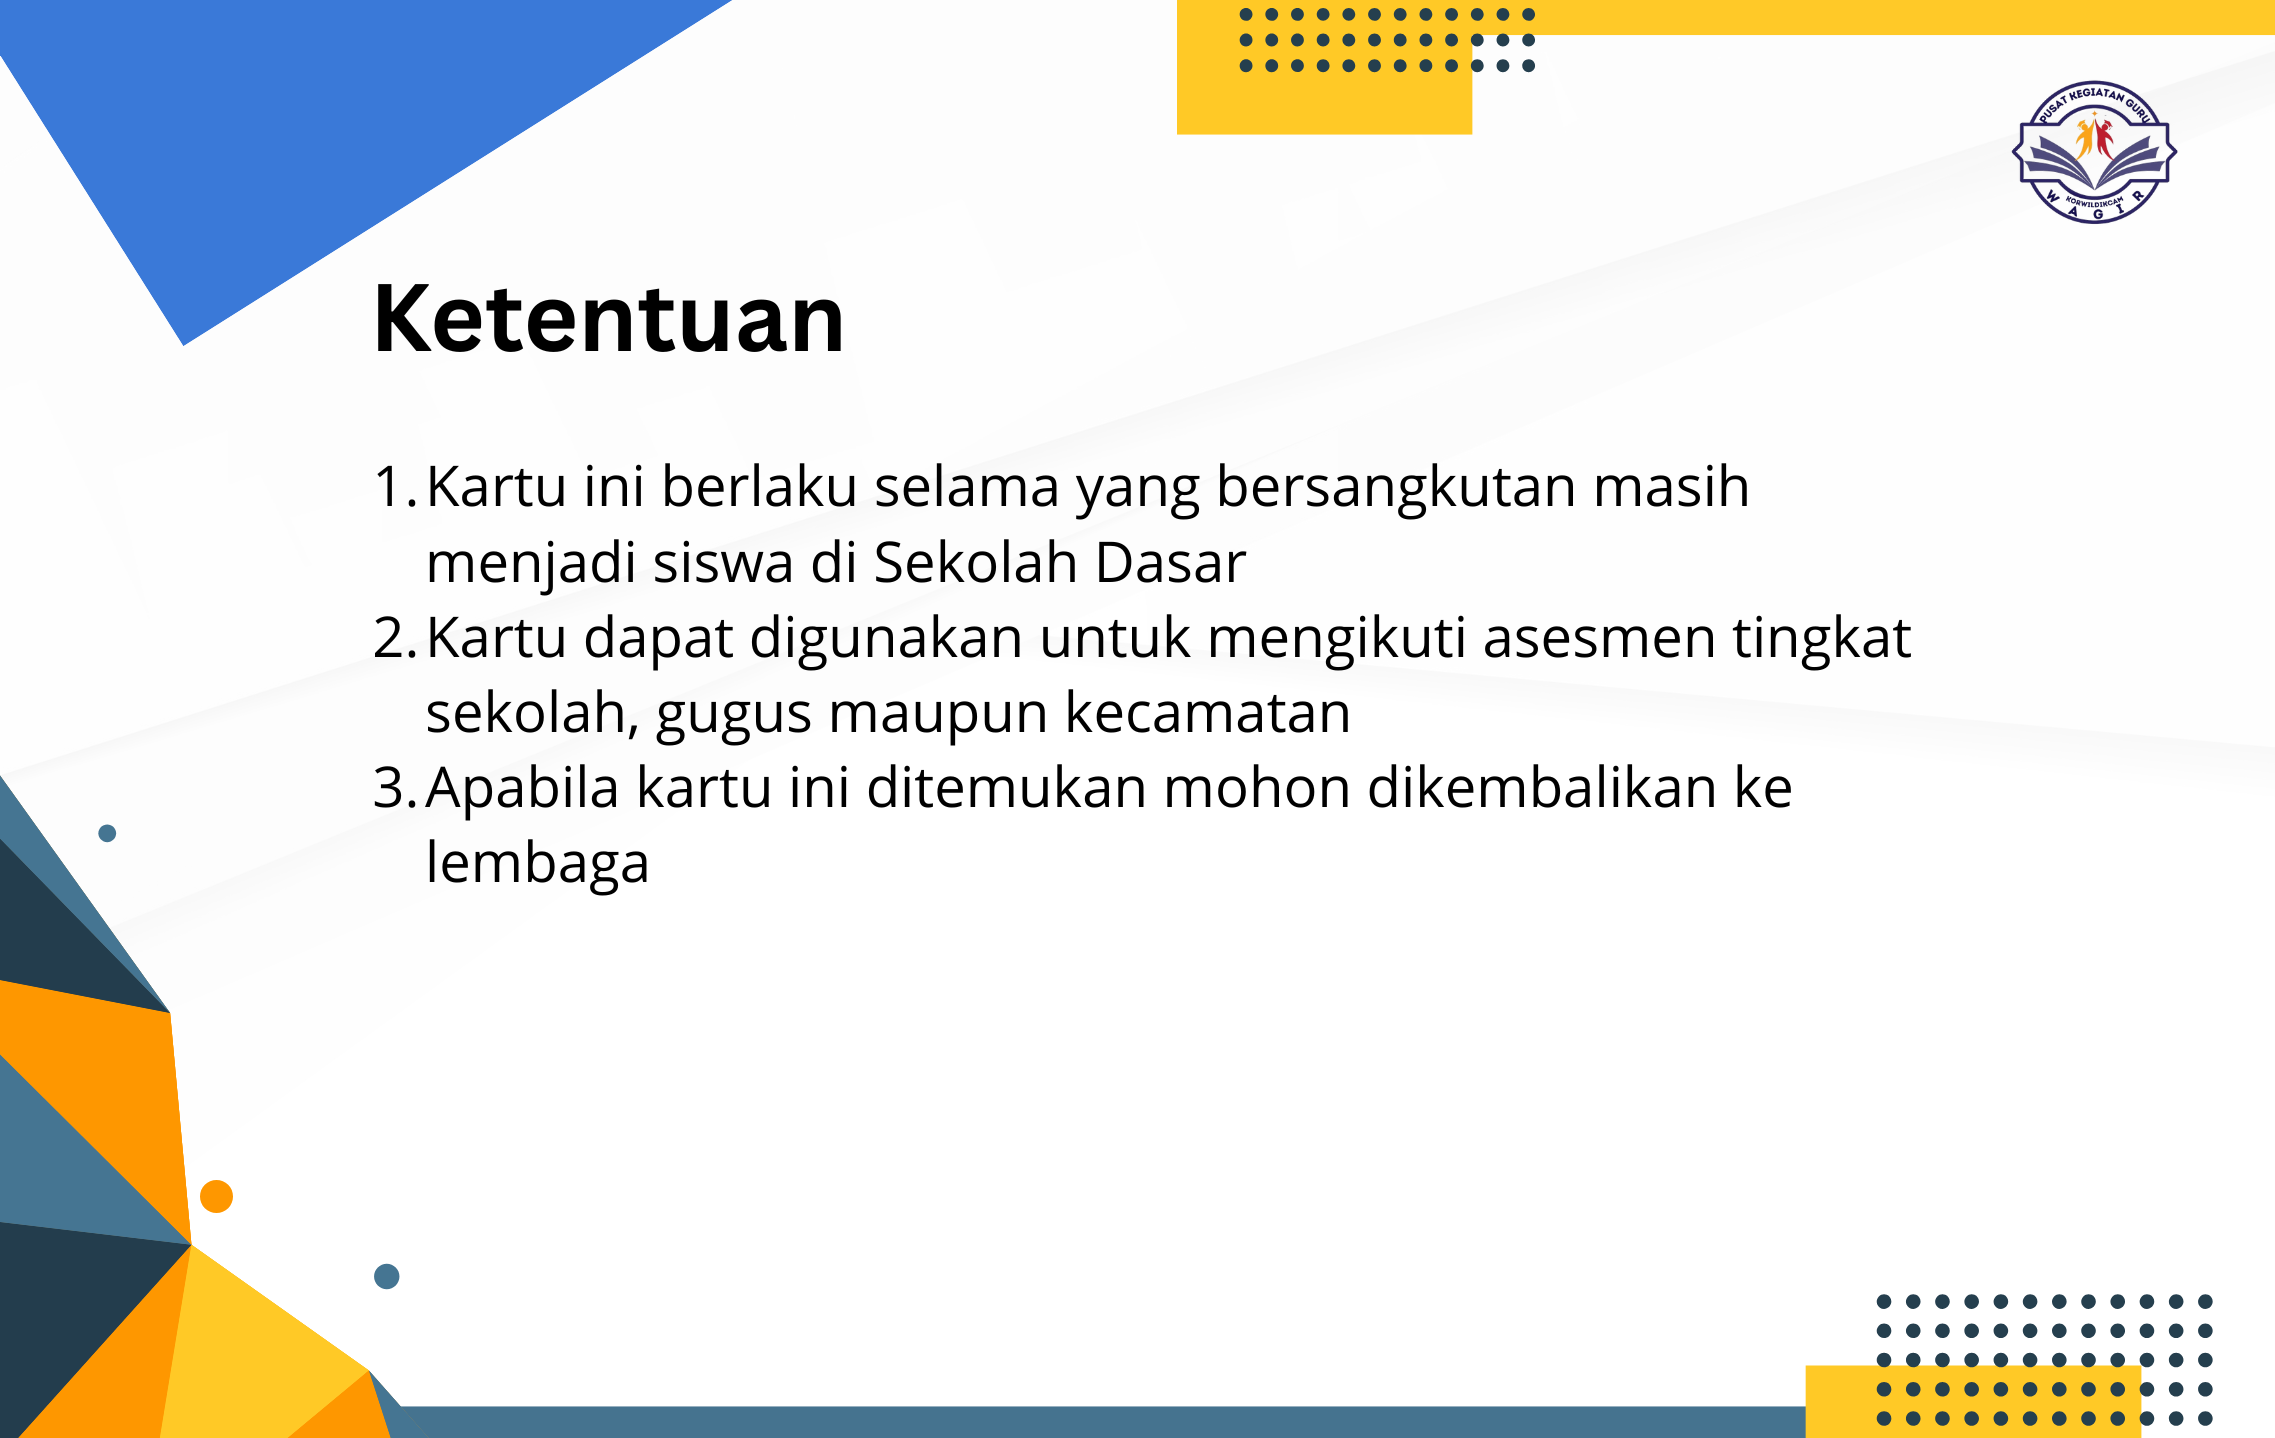 PUSAT KEGIATAN GURU
KORWILDIKCAM
WAGIR
Ketentuan
1. Kartu ini berlaku selama yang bersangkutan masih
menjadi siswa di Sekolah Dasar
2. Kartu dapat digunakan untuk mengikuti asesmen tingkat
sekolah, gugus maupun kecamatan
3. Apabila kartu ini ditemukan mohon dikembalikan ke
lembaga